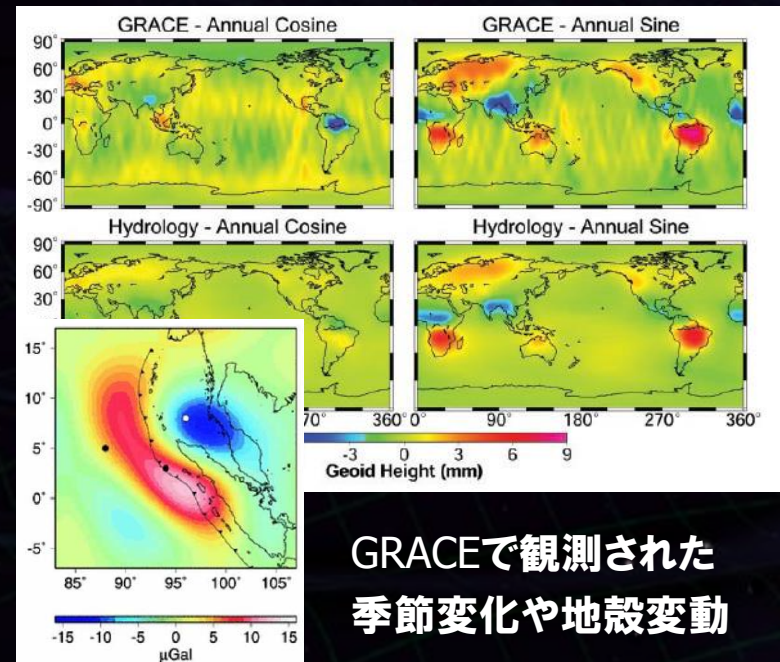 GRACE - Annual Cosine
GRACE - Annual Sine
90°
60°
30°
0°
-30°
-60°
-90°
Hydrology - Annual Cosine
Hydrology - Annual Sine
90°
60°
30°
70° 360° 0° 90° 180° 270° 360°
-3 0 3 6 9
Geoid Height (mm)
15°
10°
5°
0°
-5°
85° 90° 95° 100° 105°
-15 -10 -5 0 5 10 15
μGal
GRACEで観測された
季節変化や地殻変動